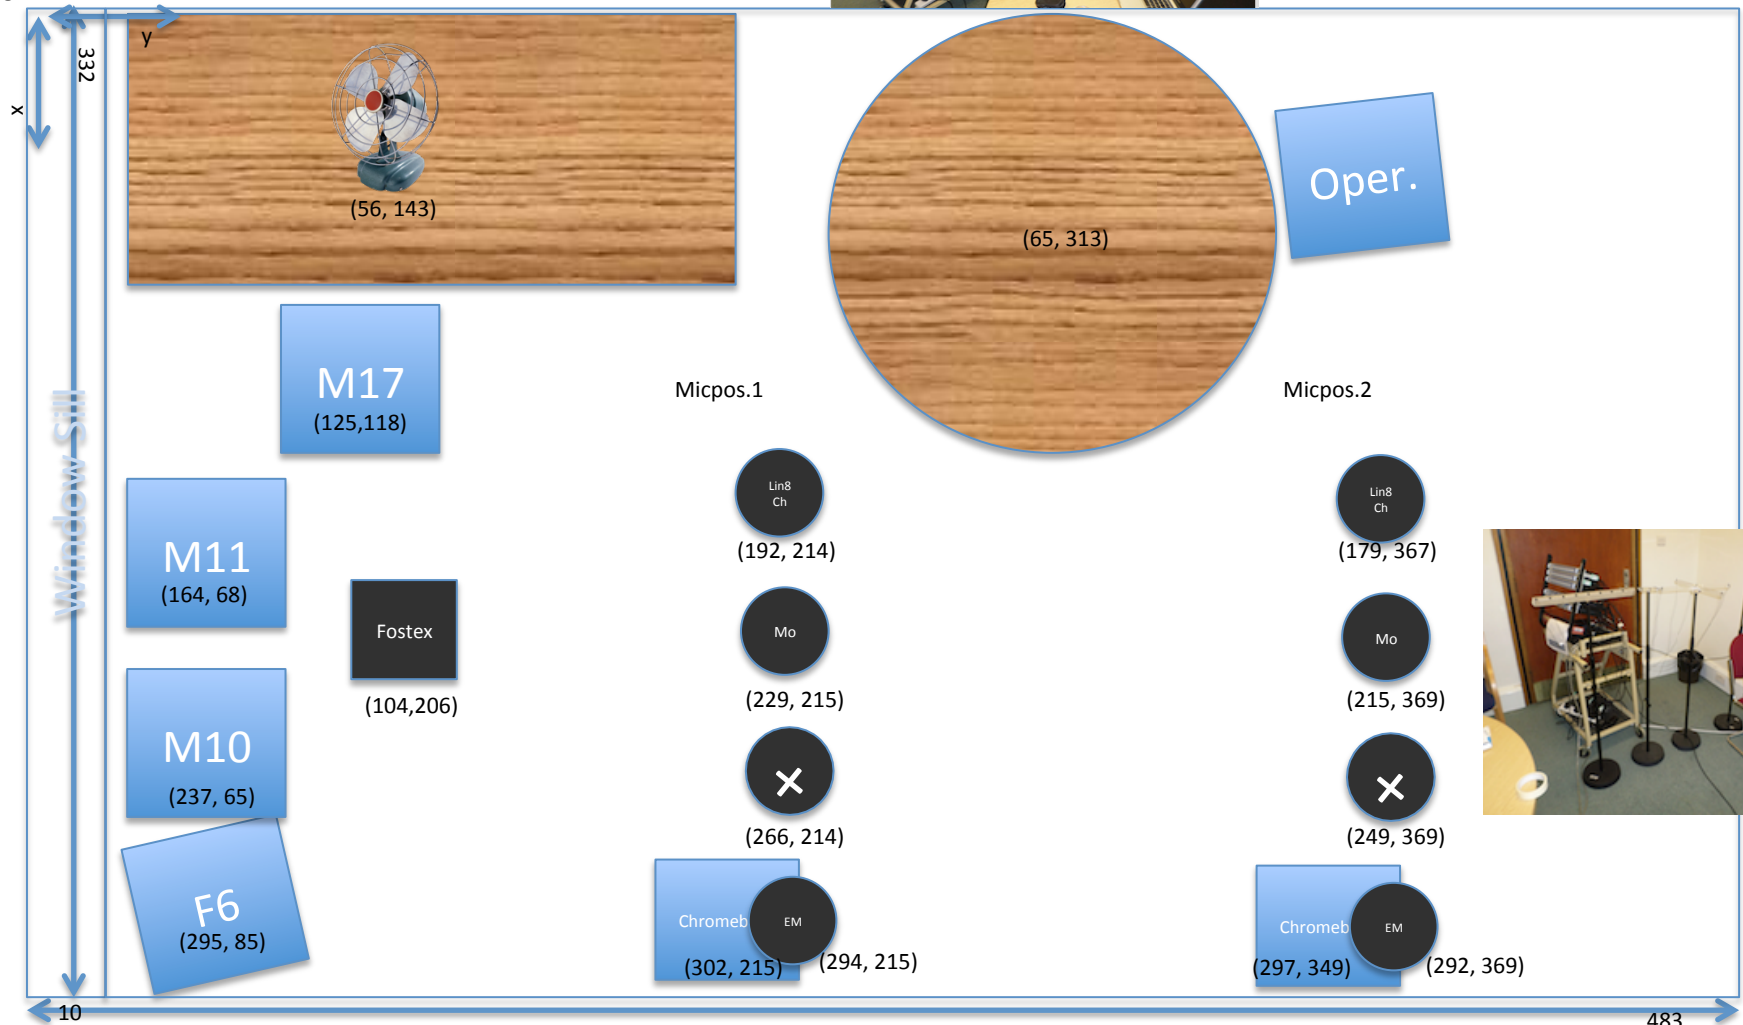 y
332
x
(56, 143)
(65, 313)
Oper.
M17
(125,118)
Micpos.1
Micpos.2
Window Sill
Lin8
Ch
(192, 214)
Lin8
Ch
(179, 367)
M11
(164, 68)
Fostex
(104,206)
Mo
(229, 215)
Mo
(215, 369)
M10
(237, 65)
(266, 214)
(249, 369)
F6
(295, 85)
Chromeb
EM
(302, 215)
(294, 215)
Chromeb
EM
(297, 349)
(292, 369)
10
483